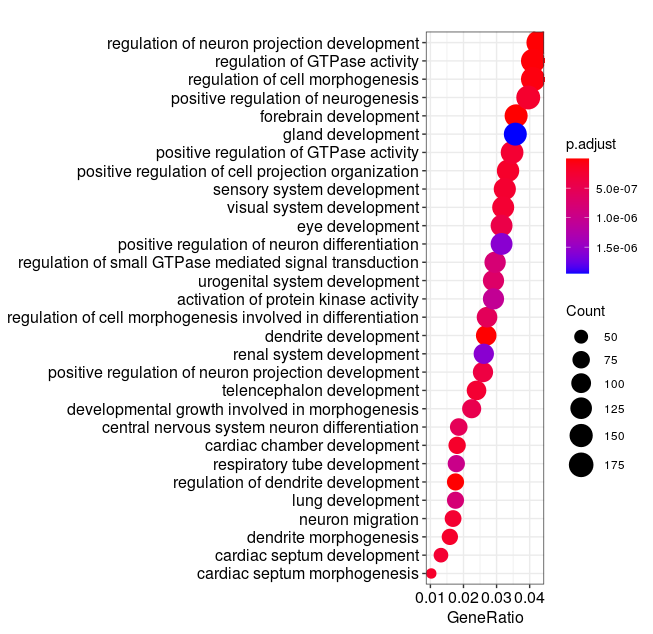 regulation of neuron projection development
regulation of GTPase activity
regulation of cell morphogenesis
positive regulation of neurogenesis
forebrain development
gland development
positive regulation of GTPase activity
positive regulation of cell projection organization
sensory system development
visual system development
eye development
positive regulation of neuron differentiation
regulation of small GTPase mediated signal transduction
urogenital system development
activation of protein kinase activity
regulation of cell morphogenesis involved in differentiation
dendrite development
renal system development
positive regulation of neuron projection development
telencephalon development
developmental growth involved in morphogenesis
central nervous system neuron differentiation
cardiac chamber development
respiratory tube development
regulation of dendrite development
lung development
neuron migration
dendrite morphogenesis
cardiac septum development
cardiac septum morphogenesis
0.01 0.02 0.03 0.04
GeneRatio
p.adjust
5.0e-07
1.0e-06
1.5e-06
Count
50
75
100
125
150
175